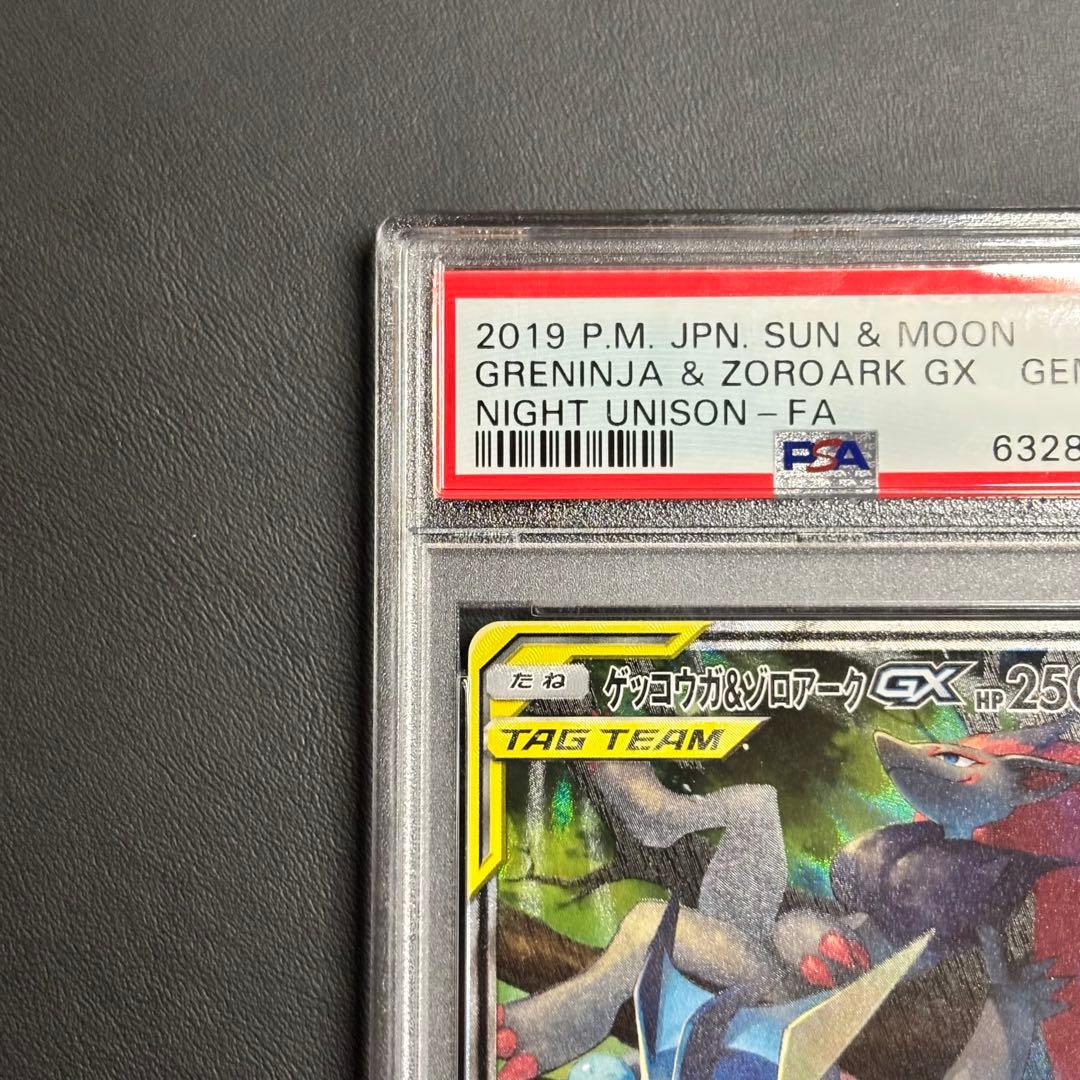 2019 P.M. JPN. SUN & MOON
GRENINJA & ZOROARK GX GEM
NIGHT UNISON - FA
PSA 6328
たね ゲッコウガ&ゾロアークGX HP250
TAG TEAM